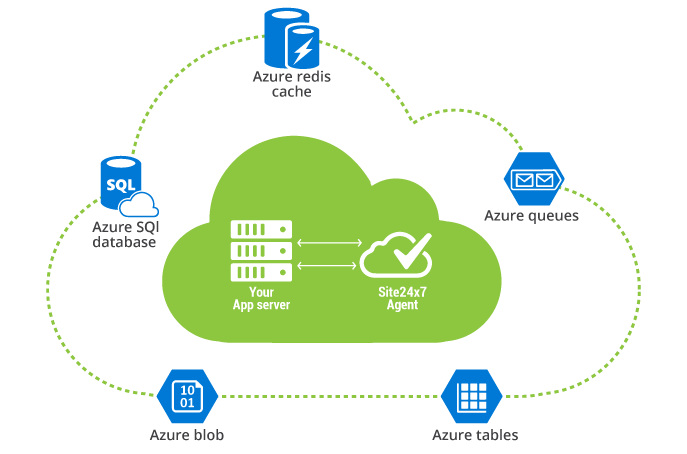 Azure redis
cache
SQL
Azure SQl
database
Azure queues
Your
App server
Site24x7
Agent
10
01
Azure blob
Azure tables